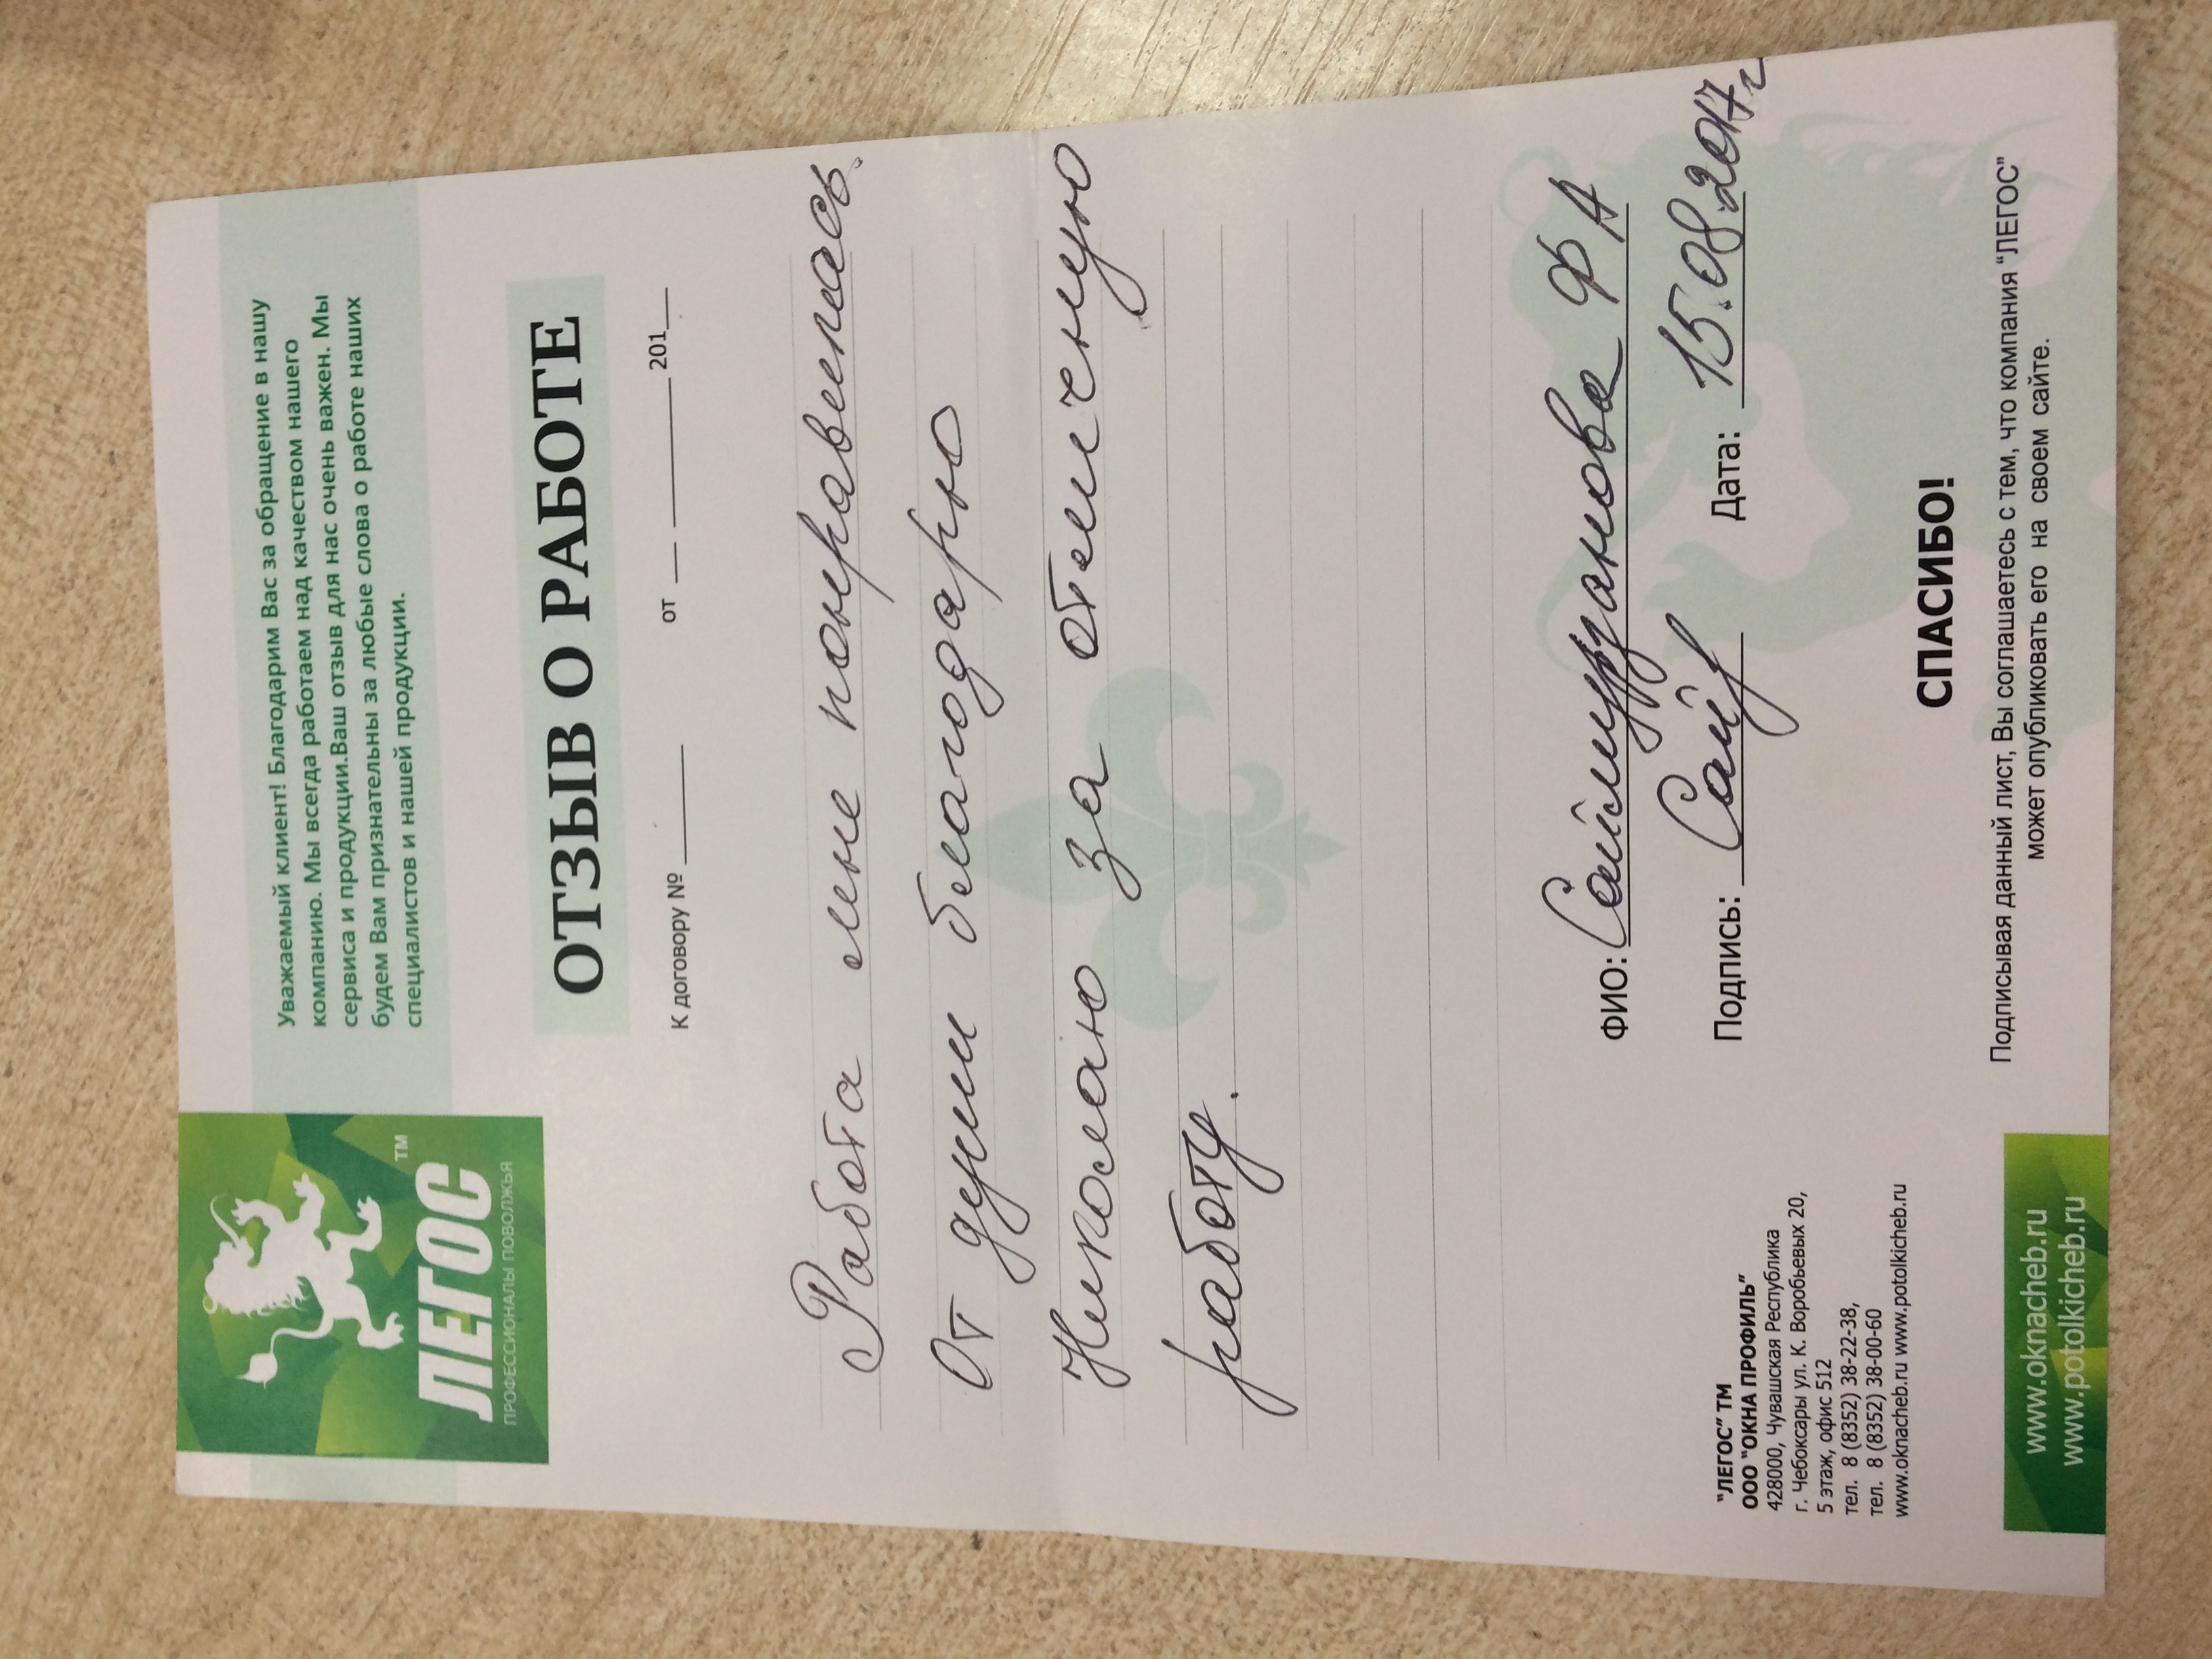 ЛЕГОС
TM
ПРОФЕССИОНАЛЫ ПОВОЛЖЬЯ
Уважаемый клиент! Благодарим Вас за обращение в нашу
компанию. Мы всегда работаем над качеством нашего
сервиса и продукции.Ваш отзыв для нас очень важен. Мы
будем Вам признательны за любые слова о работе наших
специалистов и нашей продукции.
ОТЗЫВ О РАБОТЕ
К договору № ________ от ___ __________ 201___
Работа мне понравилась.
От души благодарю
Николаю за отличную
работу.
ФИО: Саймурзанова Ф А
Подпись: Сайf Дата: 15.08.2017г
"ЛЕГОС" ТМ
ООО "ОКНА ПРОФИЛЬ"
428000, Чувашская Республика
г. Чебоксары ул. К. Воробьевых 20,
5 этаж, офис 512
тел. 8 (8352) 38-22-38,
тел. 8 (8352) 38-00-60
www.oknacheb.ru www.potolkicheb.ru
СПАСИБО!
Подписывая данный лист, Вы соглашаетесь с тем, что компания "ЛЕГОС"
может опубликовать его на своем сайте.
www.oknacheb.ru
www.potolkicheb.ru